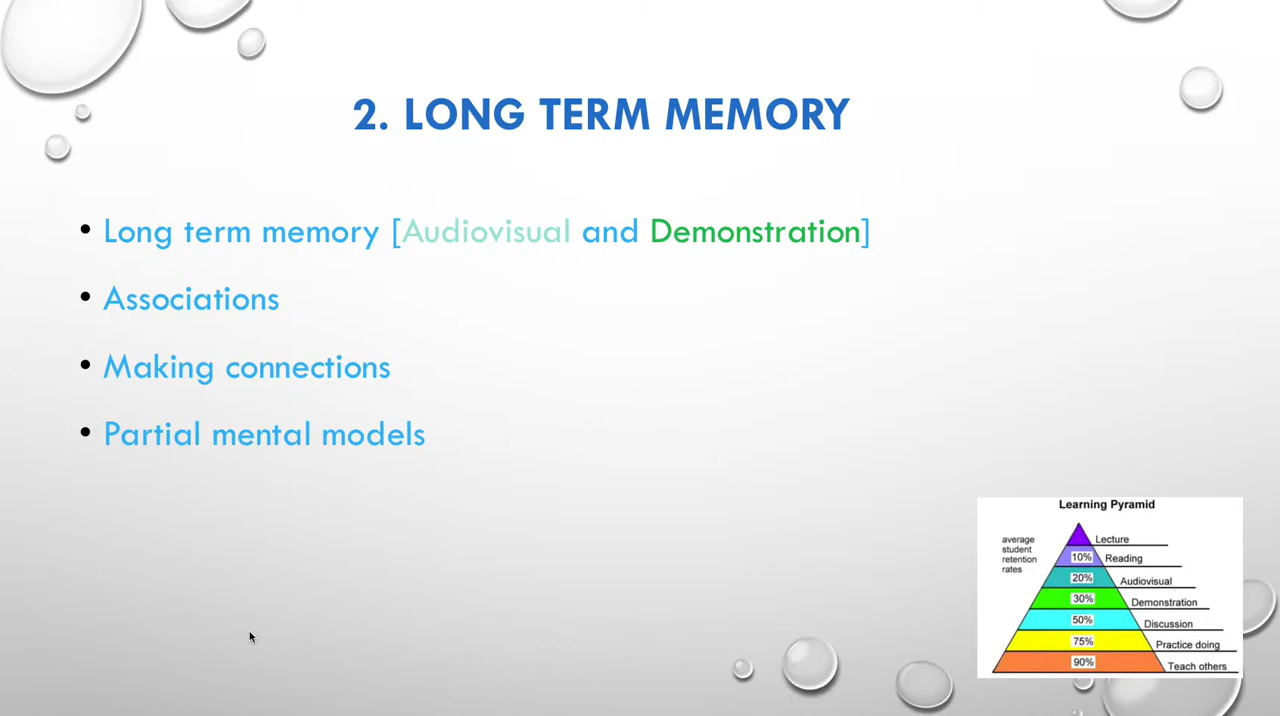 2. LONG TERM MEMORY
• Long term memory [Audiovisual and Demonstration]
• Associations
• Making connections
• Partial mental models
Learning Pyramid
average
student
retention
rates
Lecture
10% Reading
20% Audiovisual
30% Demonstration
50% Discussion
75% Practice doing
90% Teach others